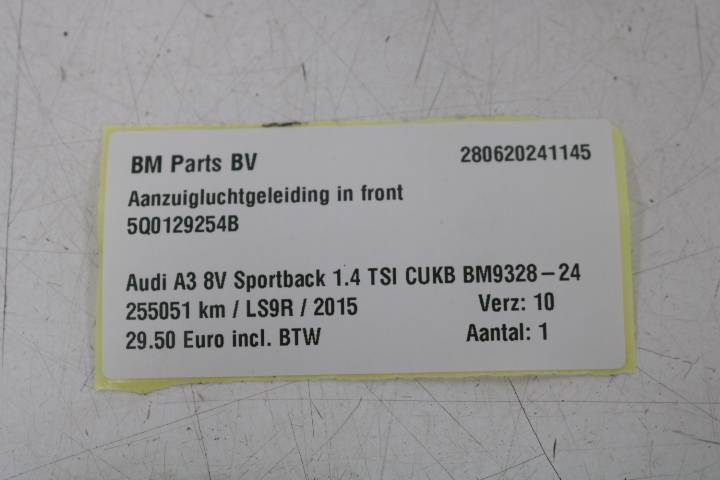 BM Parts BV 280620241145
Aanzuigluchtgeleiding in front
5Q0129254B
Audi A3 8V Sportback 1.4 TSI CUKB BM9328-24
255051 km / LS9R / 2015 Verz: 10
29.50 Euro incl. BTW Aantal: 1